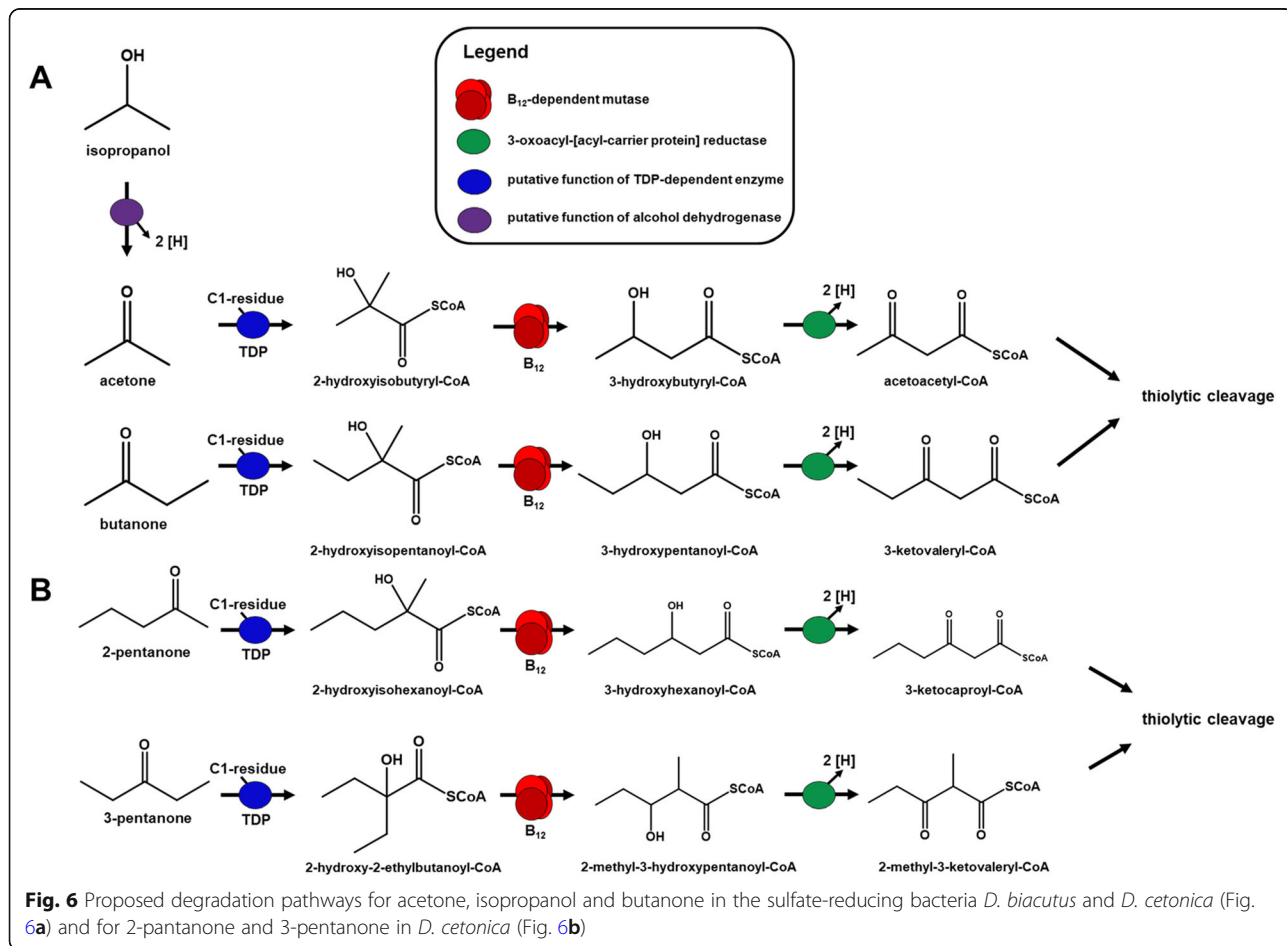 A
OH
isopropanol
2 [H]
Legend
B12-dependent mutase
3-oxoacyl-[acyl-carrier protein] reductase
putative function of TDP-dependent enzyme
putative function of alcohol dehydrogenase
O
acetone
C1-residue
TDP
HO
SCoA
O
2-hydroxyisobutyryl-CoA
B12
OH
O
SCoA
3-hydroxybutyryl-CoA
2 [H]
O
O
SCoA
acetoacetyl-CoA
thiolytic cleavage
O
butanone
C1-residue
TDP
HO
SCoA
O
2-hydroxyisopentanoyl-CoA
B12
OH
O
SCoA
3-hydroxypentanoyl-CoA
2 [H]
O
O
SCoA
3-ketovaleryl-CoA
B
O
2-pentanone
C1-residue
TDP
HO
SCoA
O
2-hydroxyisohexanoyl-CoA
B12
OH
O
SCoA
3-hydroxyhexanoyl-CoA
2 [H]
O
O
SCoA
3-ketocaproyl-CoA
thiolytic cleavage
O
3-pentanone
C1-residue
TDP
OH
O
SCoA
2-hydroxy-2-ethylbutanoyl-CoA
B12
SCoA
OH
O
2-methyl-3-hydroxypentanoyl-CoA
2 [H]
SCoA
O
O
2-methyl-3-ketovaleryl-CoA
Fig. 6 Proposed degradation pathways for acetone, isopropanol and butanone in the sulfate-reducing bacteria D. biacutus and D. cetonica (Fig.
6a) and for 2-pantanone and 3-pentanone in D. cetonica (Fig. 6b)